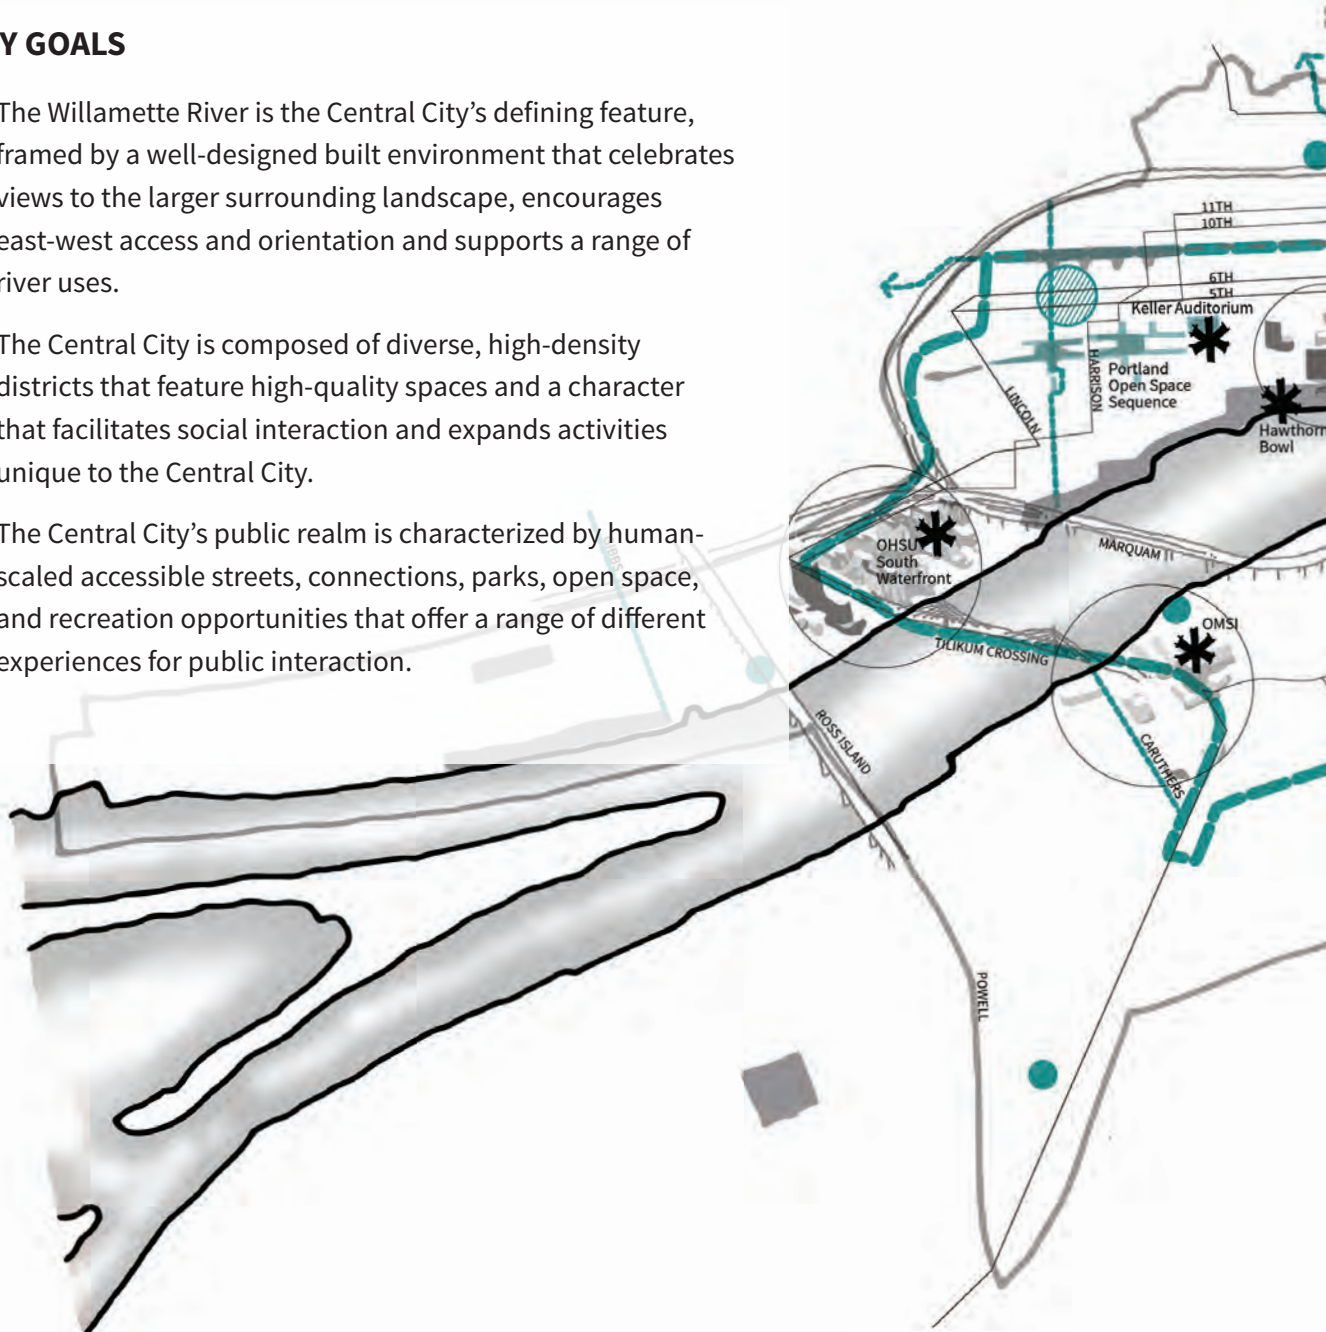 Y GOALS
The Willamette River is the Central City’s defining feature,
framed by a well-designed built environment that celebrates
views to the larger surrounding landscape, encourages
east-west access and orientation and supports a range of
river uses.
The Central City is composed of diverse, high-density
districts that feature high-quality spaces and a character
that facilitates social interaction and expands activities
unique to the Central City.
The Central City’s public realm is characterized by human-
scaled accessible streets, connections, parks, open space,
and recreation opportunities that offer a range of different
experiences for public interaction.
11TH
10TH
6TH
5TH
Keller Auditorium
HARRISON
Portland
Open Space
Sequence
LINCOLN
Hawthorn
Bowl
GIBBS
OHSU
South
Waterfront
MARQUAM
OMSI
TILIKUM CROSSING
ROSS ISLAND
CARUTHERS
POWELL